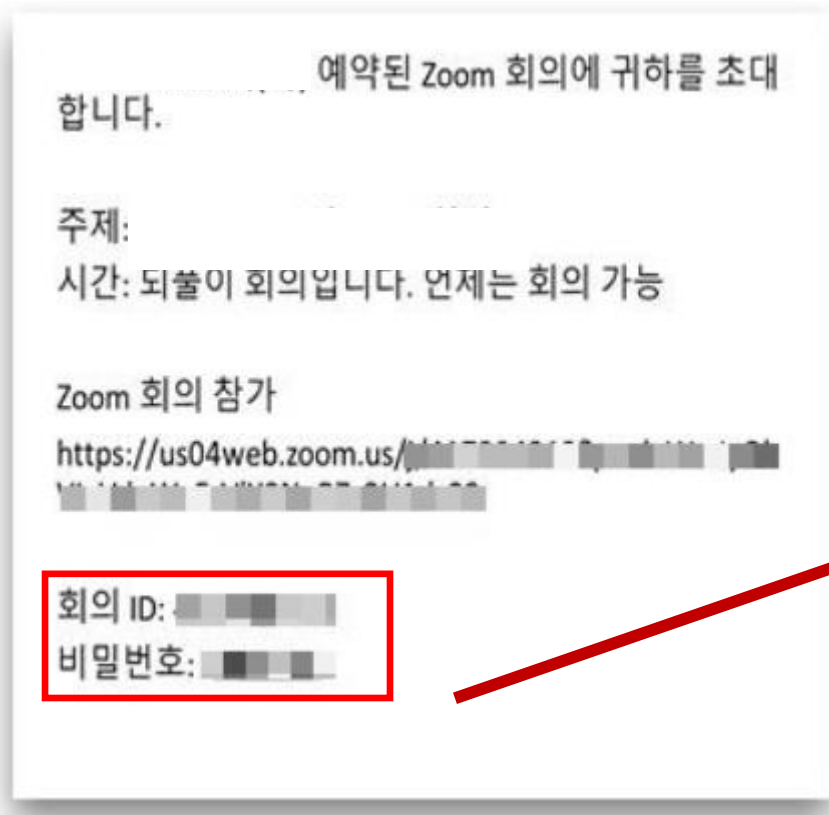 예약된 Zoom 회의에 귀하를 초대
합니다.
주제:
시간: 되풀이 회의입니다. 언제는 회의 가능
Zoom 회의 참가
https://us04web.zoom.us/
회의 ID:
비밀번호: